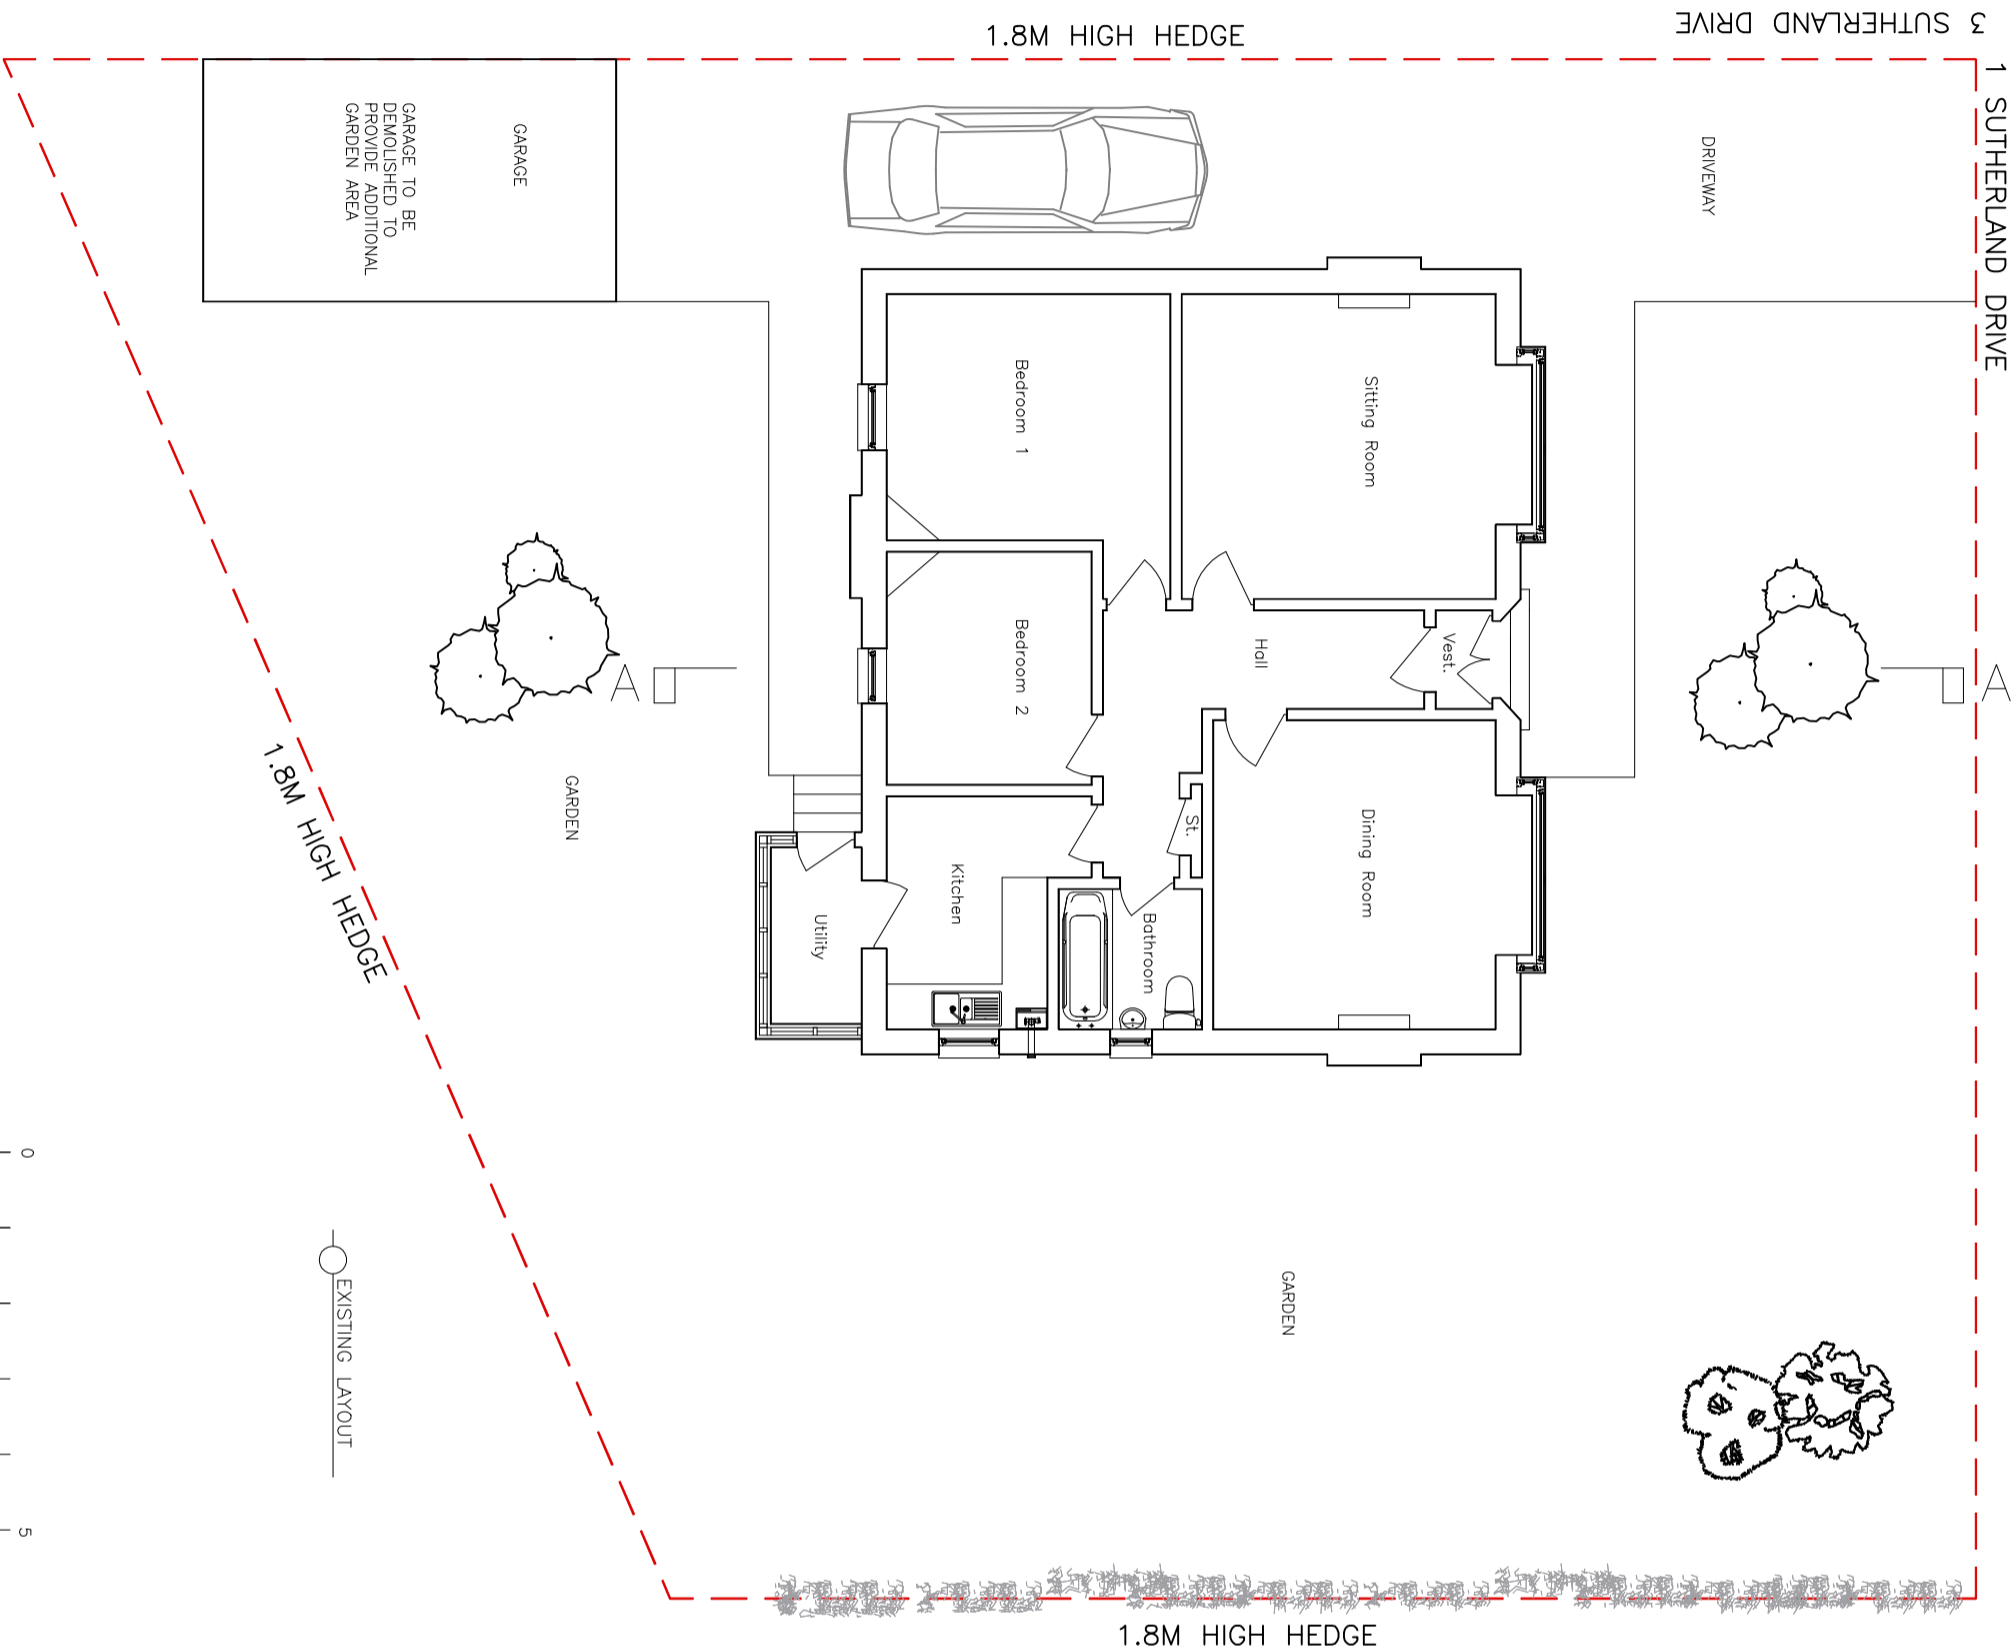 3 SUTHERLAND DRIVE
1 SUTHERLAND DRIVE
1.8M HIGH HEDGE
DRIVEWAY
GARAGE
GARAGE TO BE
DEMOLISHED TO
PROVIDE ADDITIONAL
GARDEN AREA
Sitting Room
Bedroom 1
Vest.
Hall
Bedroom 2
A
A
Dining Room
St.
Kitchen
Bathroom
Utility
GARDEN
1.8M HIGH HEDGE
GARDEN
EXISTING LAYOUT
0
5
1.8M HIGH HEDGE